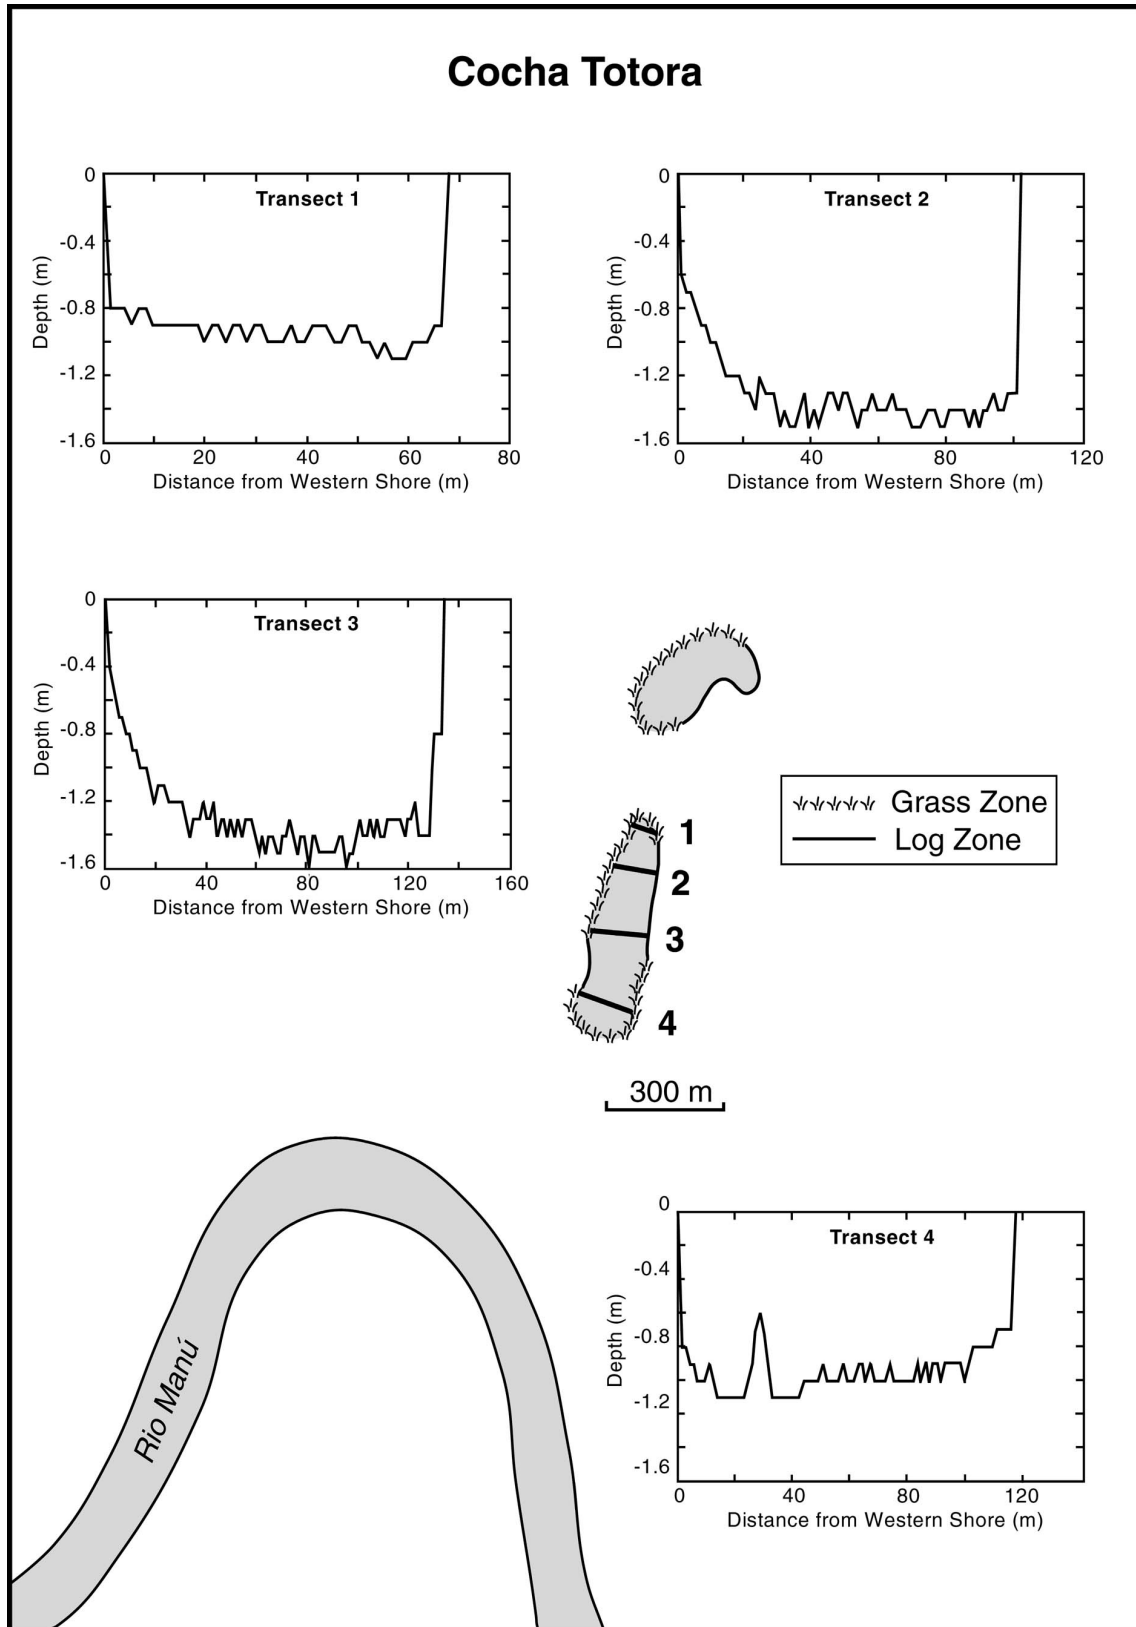 Cocha Totora
Transect 1
0
-0.4
-0.8
-1.2
-1.6
Depth (m)
0 20 40 60 80
Distance from Western Shore (m)
Transect 2
0
-0.4
-0.8
-1.2
-1.6
Depth (m)
0 40 80 120
Distance from Western Shore (m)
Transect 3
0
-0.4
-0.8
-1.2
-1.6
Depth (m)
0 40 80 120 160
Distance from Western Shore (m)
Grass Zone
Log Zone
1
2
3
4
300 m
Rio Manú
Transect 4
0
-0.4
-0.8
-1.2
-1.6
Depth (m)
0 40 80 120
Distance from Western Shore (m)